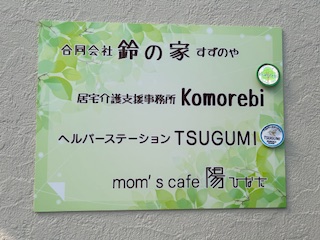 合同会社 鈴の家 すずのや
居宅介護支援事務所 Komorebi
ヘルパーステーション TSUGUMI
mom's cafe 陽 ひなた